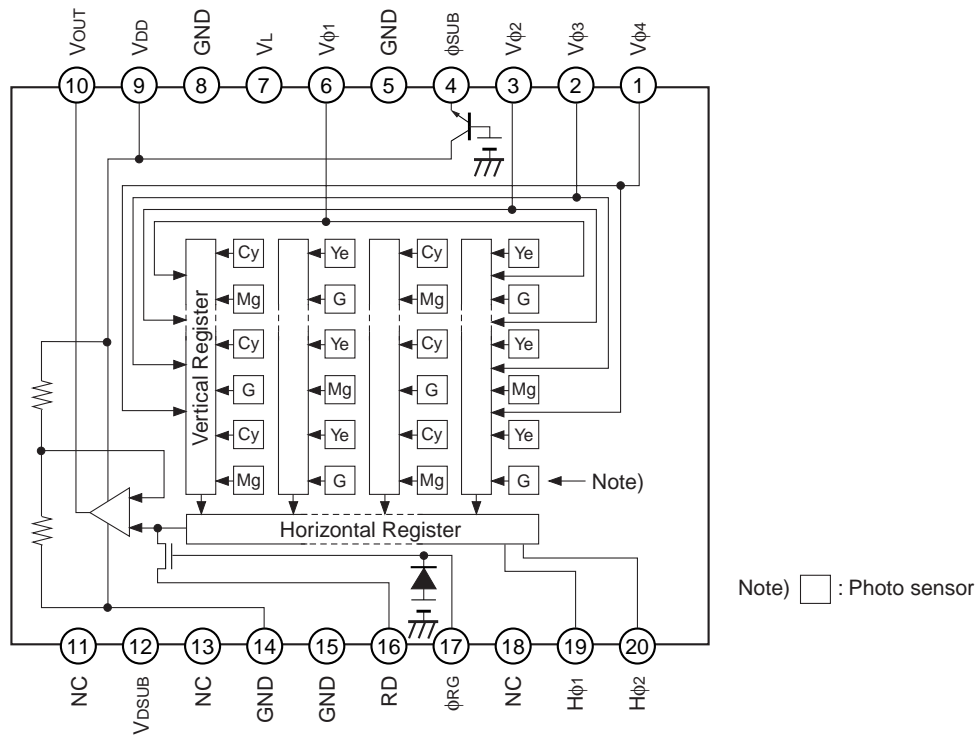 VOUT VDD GND VL Vφ1 GND φSUB Vφ2 Vφ3 Vφ4
10 9 8 7 6 5 4 3 2 1
Cy Ye Cy Ye
Mg G Mg G
Cy Ye Cy Ye
G Mg G Mg
Cy Ye Cy Ye
Mg G Mg G
Vertical Register
Note)
Horizontal Register
Note) : Photo sensor
11 12 13 14 15 16 17 18 19 20
NC VDSUB NC GND GND RD φRG NC Hφ1 Hφ2